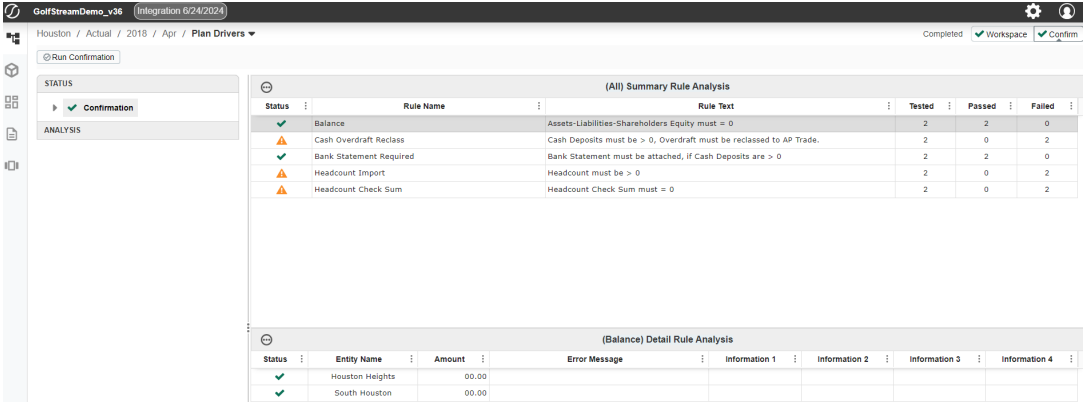 GolfStreamDemo_v36 Integration 6/24/2024
Houston / Actual / 2018 / Apr / Plan Drivers Completed Workspace Confirm
Run Confirmation
STATUS
Confirmation
ANALYSIS
(All) Summary Rule Analysis
Status Rule Name Rule Text Tested Passed Failed
Balance Assets-Liabilities-Shareholders Equity must = 0 2 2 0
Cash Overdraft Reclass Cash Deposits must be > 0, Overdraft must be reclassed to AP Trade. 2 0 2
Bank Statement Required Bank Statement must be attached, if Cash Deposits are > 0 2 2 0
Headcount Import Headcount must be > 0 2 0 2
Headcount Check Sum Headcount Check Sum must = 0 2 0 2
(Balance) Detail Rule Analysis
Status Entity Name Amount Error Message Information 1 Information 2 Information 3 Information 4
Houston Heights 00.00
South Houston 00.00